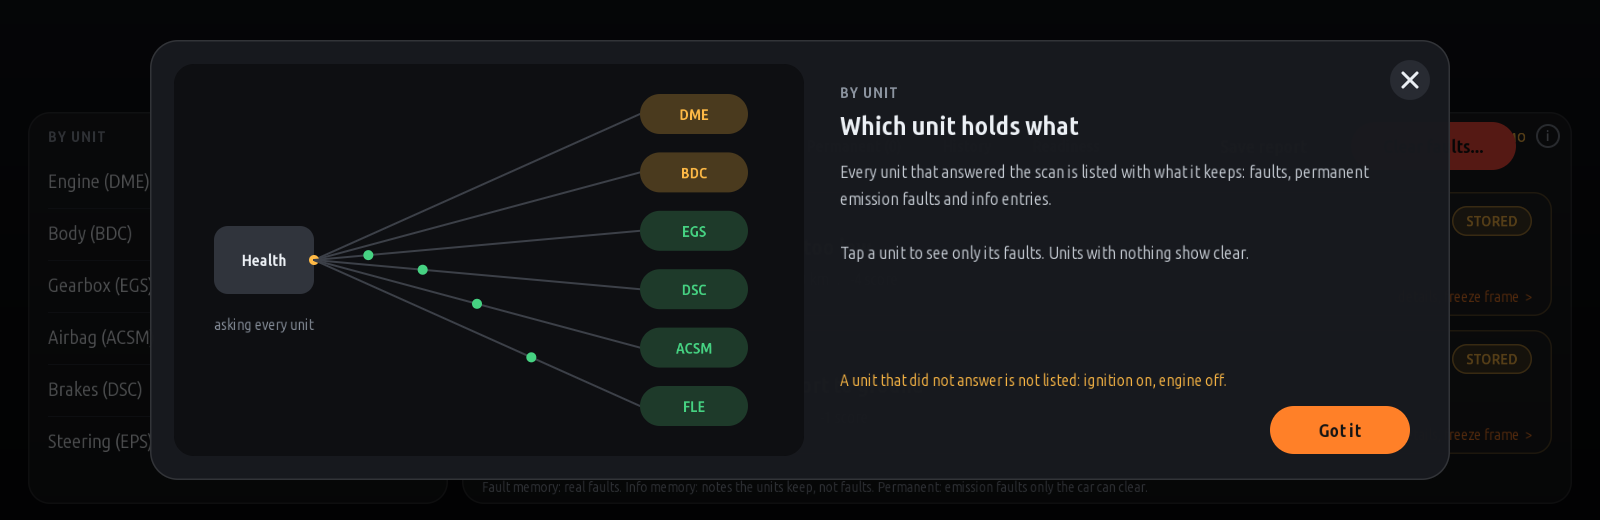 BY UNIT
Engine (DME)
Body (BDC)
Gearbox (EGS)
Airbag (ACSM
Brakes (DSC)
Steering (EPS)
Health
asking every unit
DME
BDC
EGS
DSC
ACSM
FLE
BY UNIT
Which unit holds what
Every unit that answered the scan is listed with what it keeps: faults, permanent
emission faults and info entries.
Tap a unit to see only its faults. Units with nothing show clear.
A unit that did not answer is not listed: ignition on, engine off.
Got it
lts...
i
STORED
reeze frame >
STORED
reeze frame >
Fault memory: real faults. Info memory: notes the units keep, not faults. Permanent: emission faults only the car can clear.